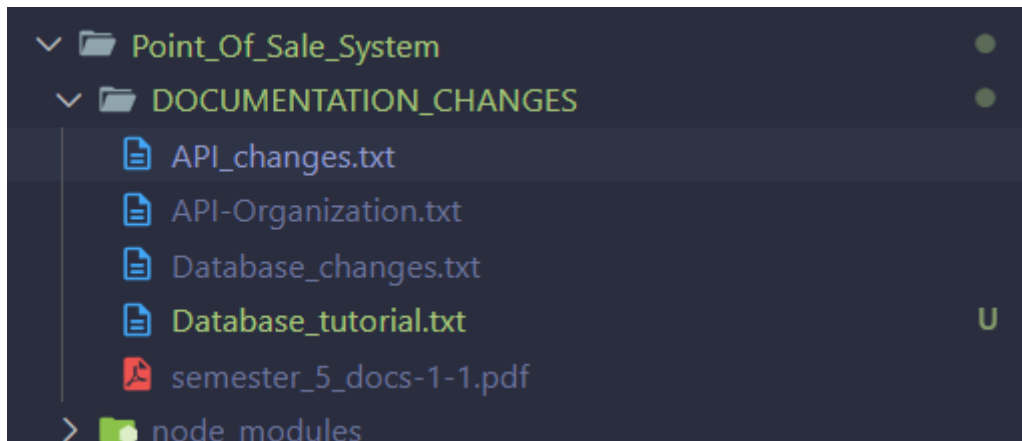 Point_Of_Sale_System
DOCUMENTATION_CHANGES
API_changes.txt
API-Organization.txt
Database_changes.txt
Database_tutorial.txt U
semester_5_docs-1-1.pdf
node_modules